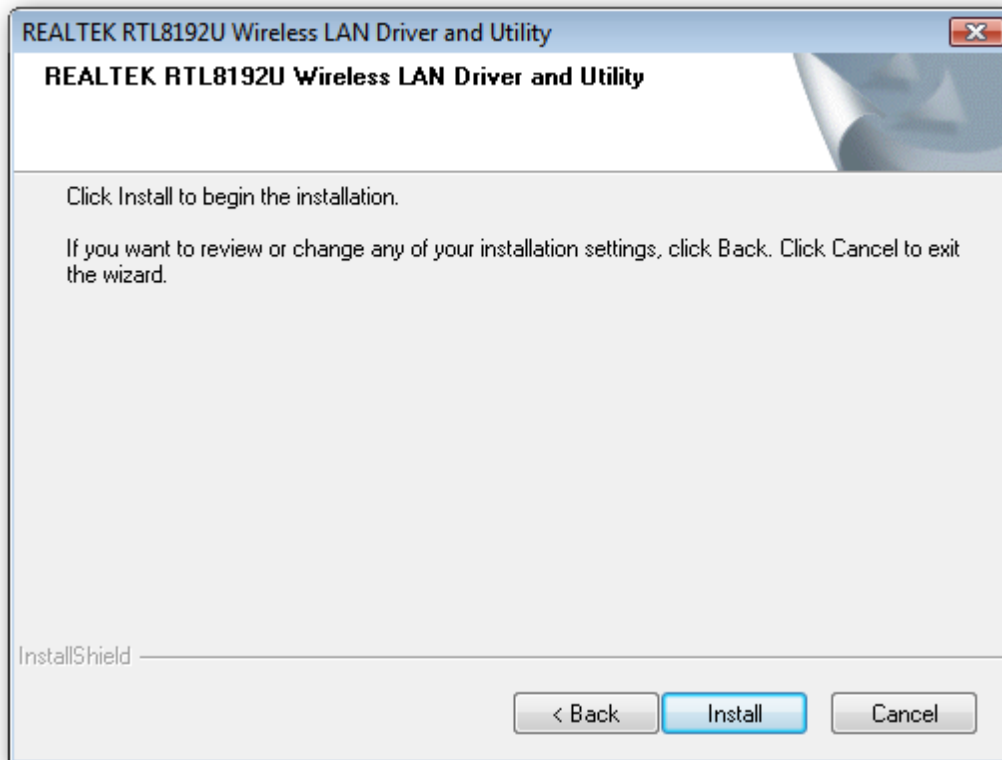 REALTEK RTL8192U Wireless LAN Driver and Utility
REALTEK RTL8192U Wireless LAN Driver and Utility
Click Install to begin the installation.
If you want to review or change any of your installation settings, click Back. Click Cancel to exit
the wizard.
InstallShield
< Back
Install
Cancel